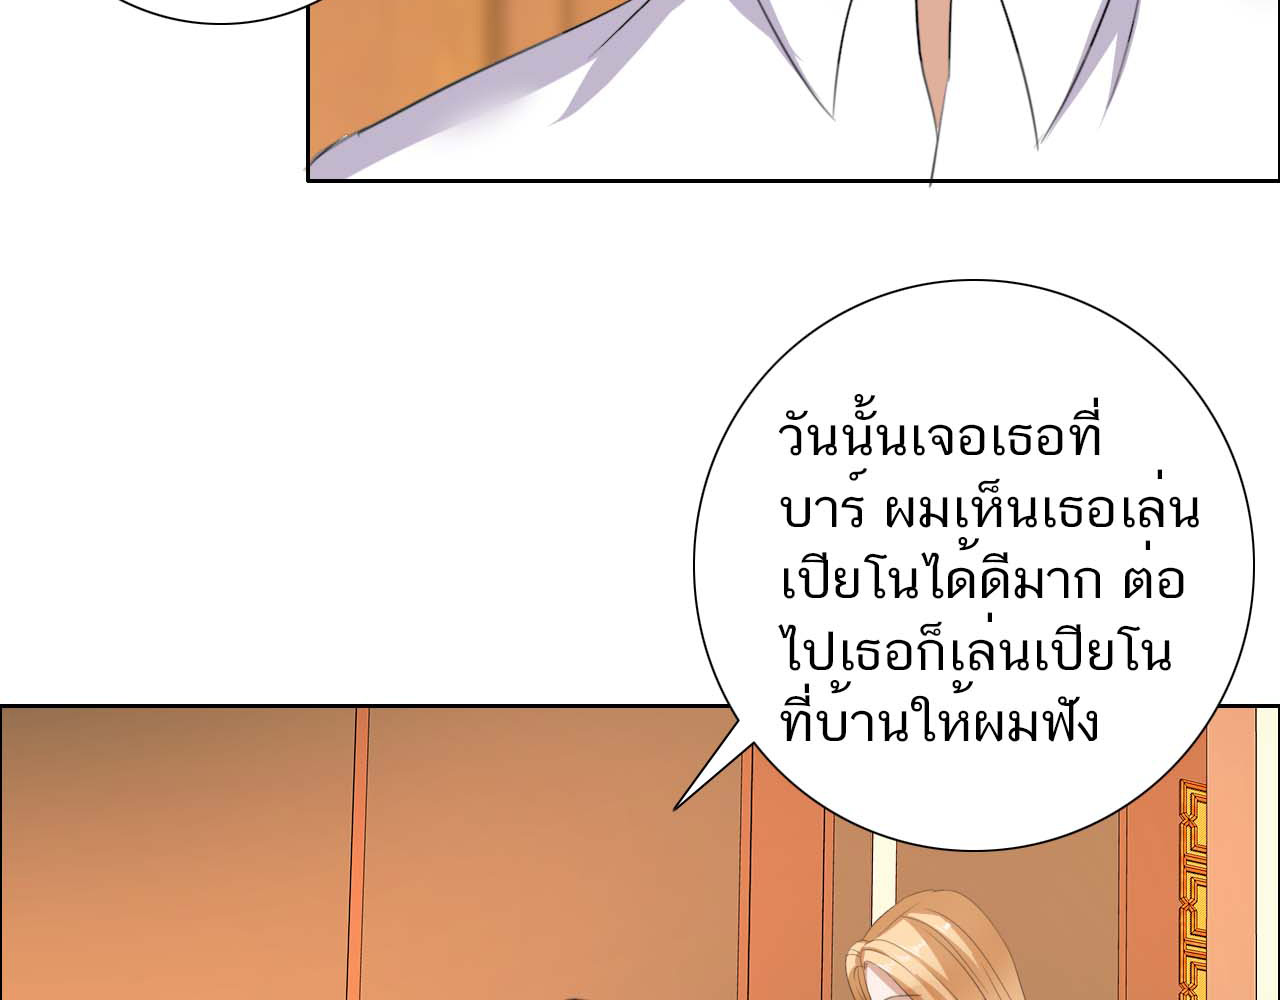 วันนั้นเจอเธอที่
บาร์ ผมเห็นเธอเล่น
เปียโนได้ดีมาก ต่อ
ไปเธอก็เล่นเปียโน
ที่บ้านให้ผมฟัง